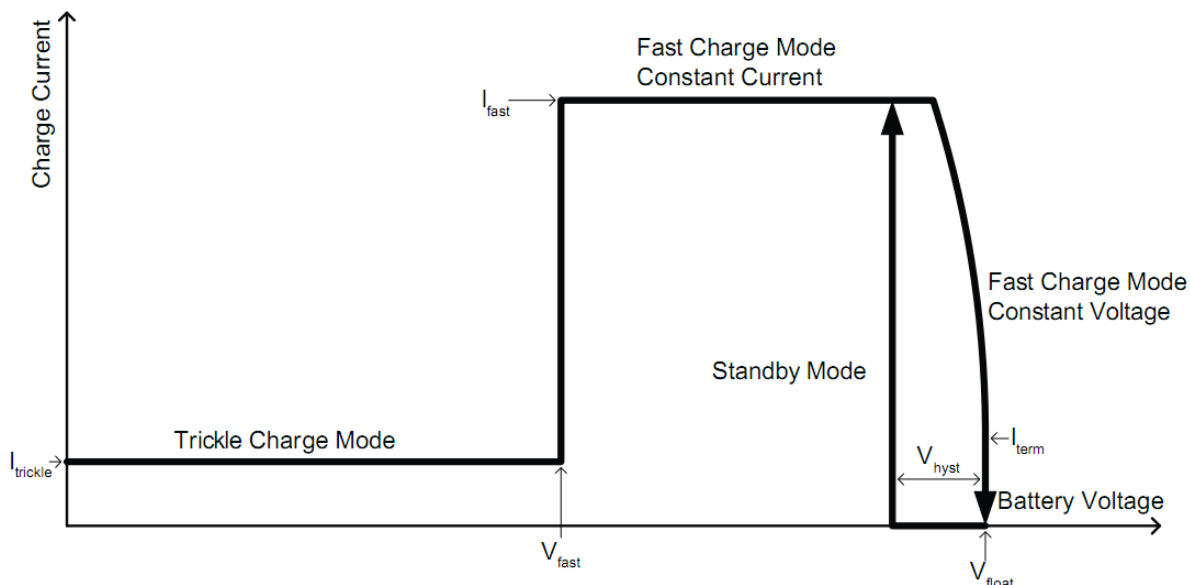 Charge Current
Fast Charge Mode
Constant Current
I_fast
Fast Charge Mode
Constant Voltage
Standby Mode
Trickle Charge Mode
I_trickle
I_term
V_hyst
Battery Voltage
V_fast
V_float